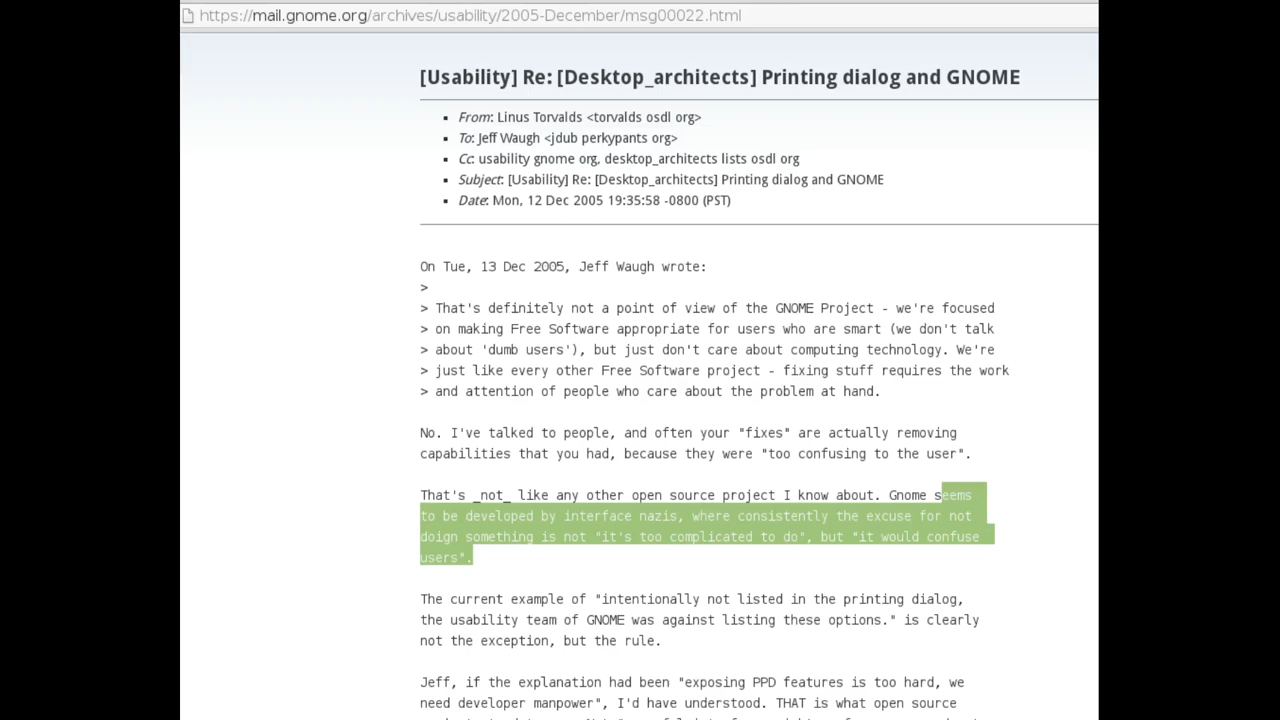 https://mail.gnome.org/archives/usability/2005-December/msg00022.html
[Usability] Re: [Desktop_architects] Printing dialog and GNOME
From: Linus Torvalds <torvalds osdl org>
To: Jeff Waugh <jdub perkypants org>
Cc: usability gnome org, desktop_architects lists osdl org
Subject: [Usability] Re: [Desktop_architects] Printing dialog and GNOME
Date: Mon, 12 Dec 2005 19:35:58 -0800 (PST)
On Tue, 13 Dec 2005, Jeff Waugh wrote:
>
> That's definitely not a point of view of the GNOME Project - we're focused
> on making Free Software appropriate for users who are smart (we don't talk
> about 'dumb users'), but just don't care about computing technology. We're
> just like every other Free Software project - fixing stuff requires the work
> and attention of people who care about the problem at hand.
No. I've talked to people, and often your "fixes" are actually removing
capabilities that you had, because they were "too confusing to the user".
That's _not_ like any other open source project I know about. Gnome seems
to be developed by interface nazis, where consistently the excuse for not
doign something is not "it's too complicated to do", but "it would confuse
users".
The current example of "intentionally not listed in the printing dialog,
the usability team of GNOME was against listing these options." is clearly
not the exception, but the rule.
Jeff, if the explanation had been "exposing PPD features is too hard, we
need developer manpower", I'd have understood. THAT is what open source